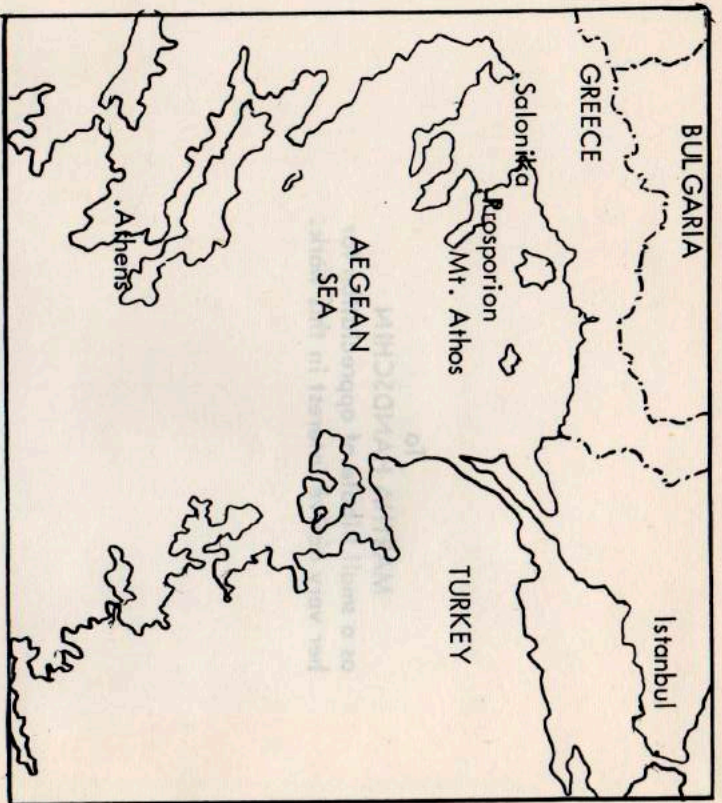 BULGARIA
GREECE
Istanbul
Salonika
Prosporion
Mt. Athos
TURKEY
AEGEAN
SEA
Athens